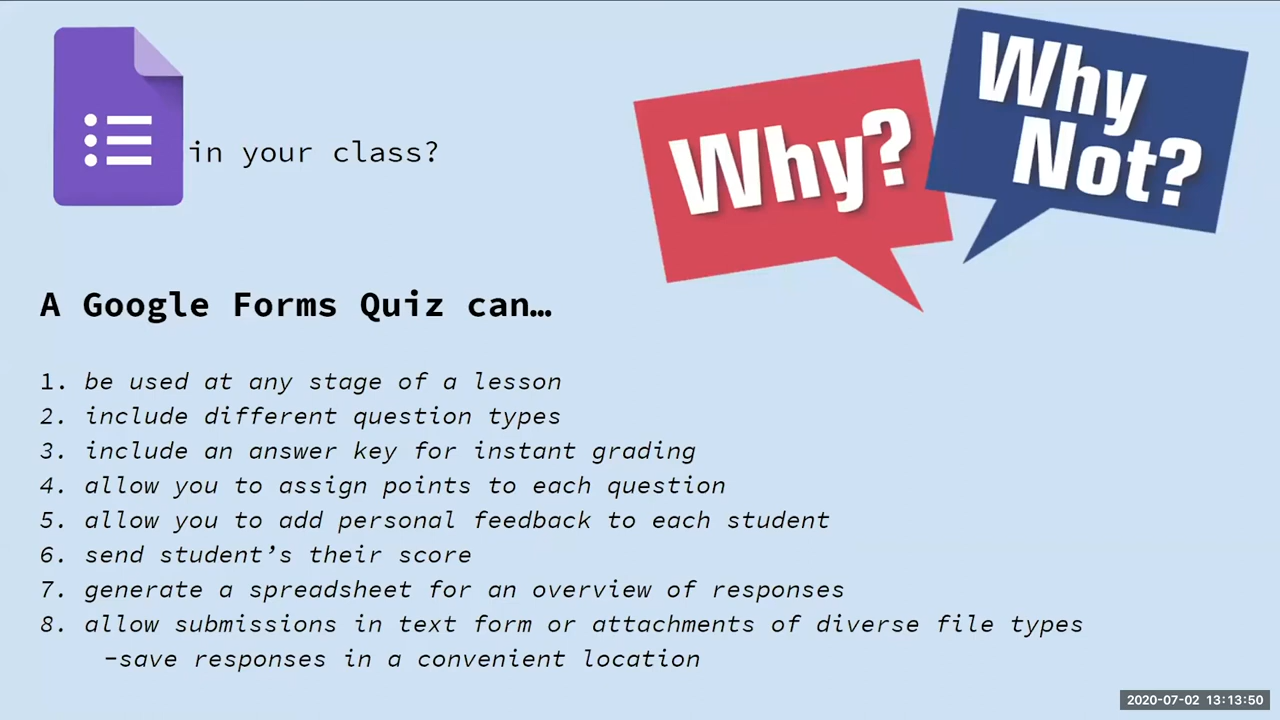 in your class?
Why?
Why
Not?
A Google Forms Quiz can…
1. be used at any stage of a lesson
2. include different question types
3. include an answer key for instant grading
4. allow you to assign points to each question
5. allow you to add personal feedback to each student
6. send student’s their score
7. generate a spreadsheet for an overview of responses
8. allow submissions in text form or attachments of diverse file types
-save responses in a convenient location
2020-07-02 13:13:50